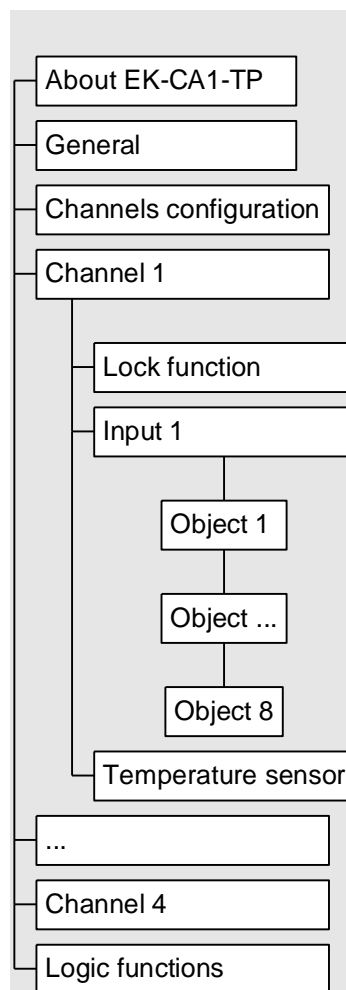 About EK-CA1-TP
General
Channels configuration
Channel 1
Lock function
Input 1
Object 1
Object ...
Object 8
Temperature sensor
...
Channel 4
Logic functions